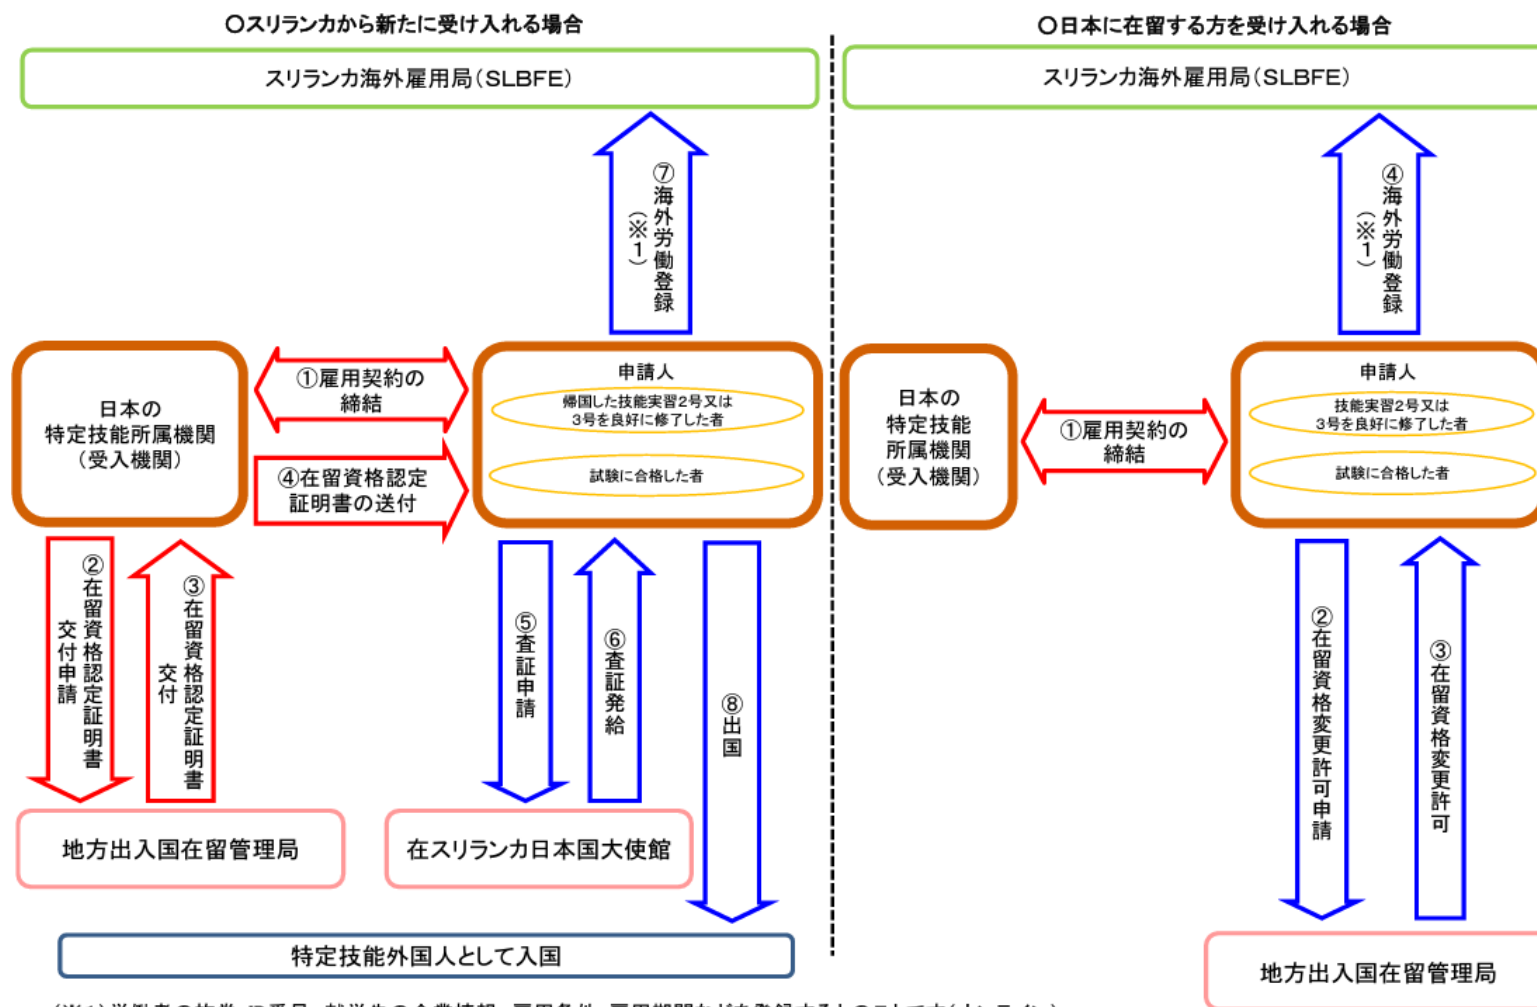 〇スリランカから新たに受け入れる場合
スリランカ海外雇用局(SLBFE)
⑦海外労働登録
(※1)
日本の
特定技能所属機関
(受入機関)
①雇用契約の
締結
④在留資格認定
証明書の送付
申請人
帰国した技能実習2号又は
3号を良好に修了した者
試験に合格した者
②在留資格認定証明書
交付申請
③在留資格認定証明書
交付
⑤査証申請
⑥査証発給
⑧出国
地方出入国在留管理局
在スリランカ日本国大使館
特定技能外国人として入国
〇日本に在留する方を受け入れる場合
スリランカ海外雇用局(SLBFE)
④海外労働登録
(※1)
日本の
特定技能
所属機関
(受入機関)
①雇用契約の
締結
申請人
技能実習2号又は
3号を良好に修了した者
試験に合格した者
②在留資格変更許可申請
③在留資格変更許可
地方出入国在留管理局